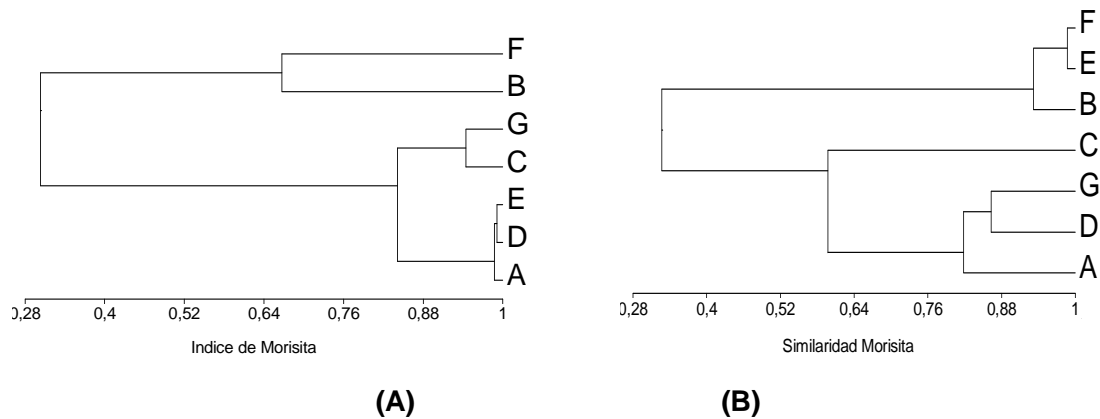 F
B
G
C
E
D
A
0,28 0,4 0,52 0,64 0,76 0,88 1
Indice de Morisita
(A)
F
E
B
C
G
D
A
0,28 0,4 0,52 0,64 0,76 0,88 1
Similaridad Morisita
(B)